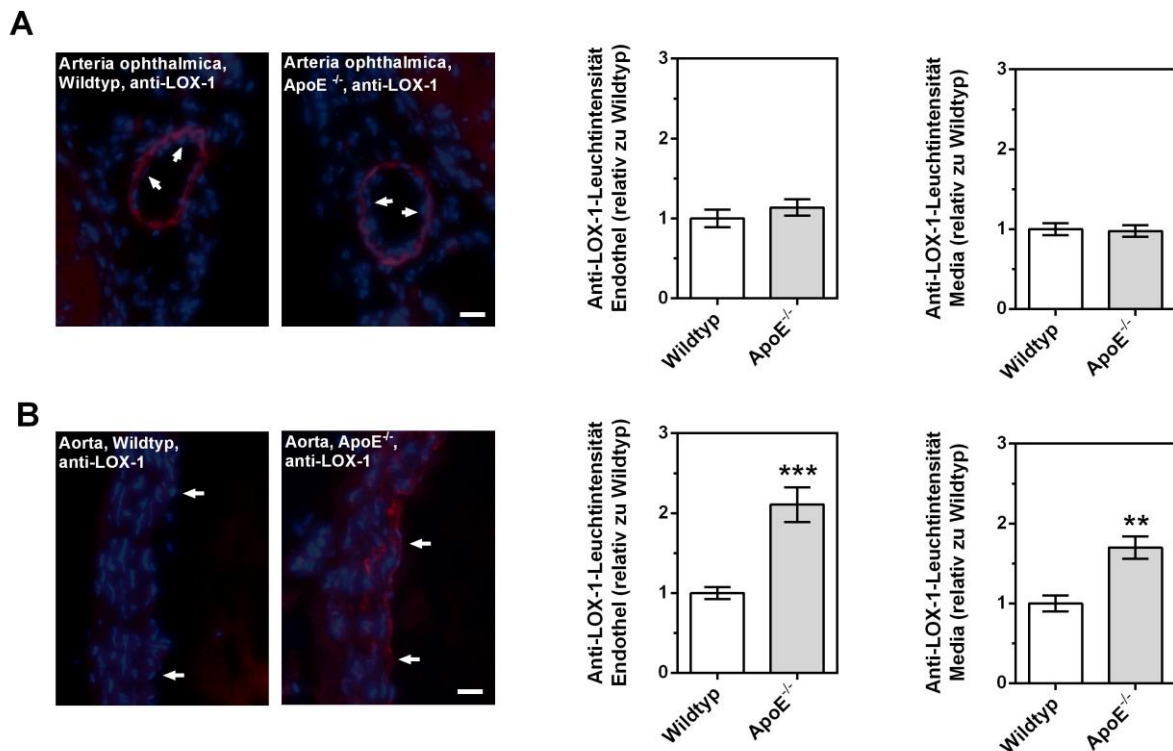 A
Arteria ophthalmica,
Wildtyp, anti-LOX-1
Arteria ophthalmica,
ApoE -/-, anti-LOX-1
Anti-LOX-1-Leuchtintensität
Endothel (relativ zu Wildtyp)
3
2
1
0
Wildtyp
ApoE-/-
Anti-LOX-1-Leuchtintensität
Media (relativ zu Wildtyp)
3
2
1
0
Wildtyp
ApoE-/-
B
Aorta, Wildtyp,
anti-LOX-1
Aorta, ApoE-/-,
anti-LOX-1
Anti-LOX-1-Leuchtintensität
Endothel (relativ zu Wildtyp)
3
2
1
0
***
Wildtyp
ApoE-/-
Anti-LOX-1-Leuchtintensität
Media (relativ zu Wildtyp)
3
2
1
0
**
Wildtyp
ApoE-/-